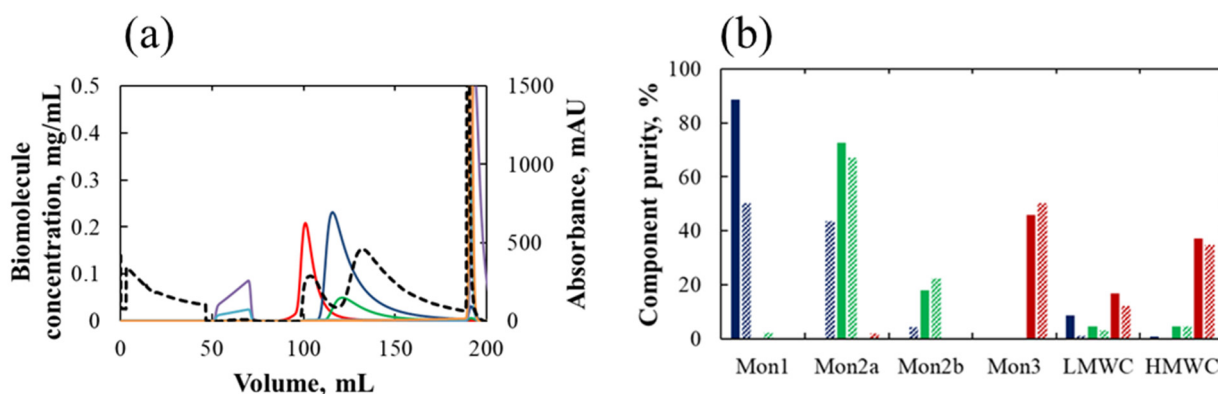 (a)
Biomolecule
concentration, mg/mL
0.5
0.4
0.3
0.2
0.1
0
0 50 100 150 200
Volume, mL
1500
1000
500
0
Absorbance, mAU
(b)
Component purity, %
100
80
60
40
20
0
Mon1 Mon2a Mon2b Mon3 LMWC HMWC